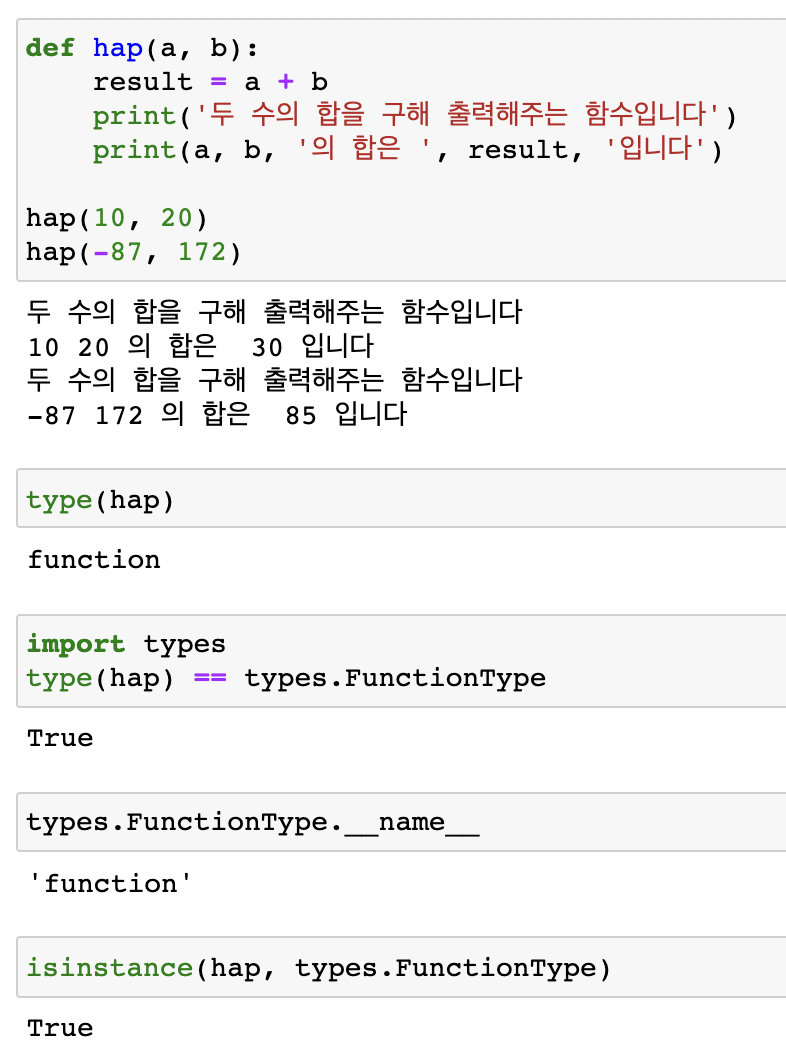 def hap(a, b):
    result = a + b
    print('두 수의 합을 구해 출력해주는 함수입니다')
    print(a, b, '의 합은 ', result, '입니다')
hap(10, 20)
hap(-87, 172)
두 수의 합을 구해 출력해주는 함수입니다
10 20 의 합은  30 입니다
두 수의 합을 구해 출력해주는 함수입니다
-87 172 의 합은  85 입니다
type(hap)
function
import types
type(hap) == types.FunctionType
True
types.FunctionType.__name__
'function'
isinstance(hap, types.FunctionType)
True